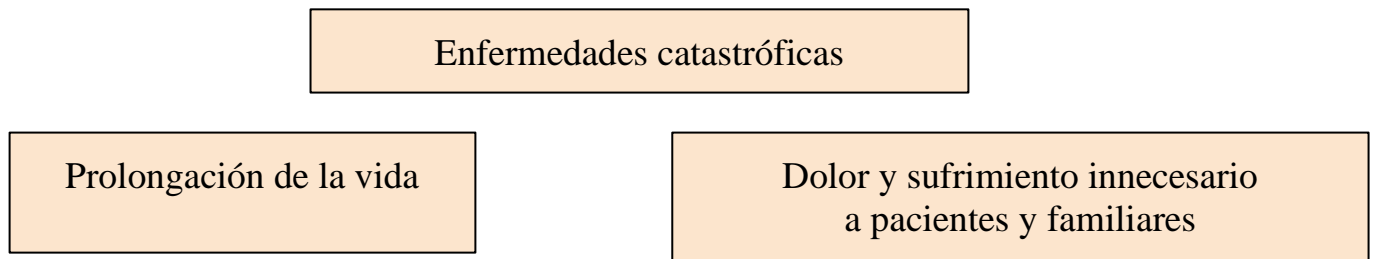 Enfermedades catastróficas
Prolongación de la vida
Dolor y sufrimiento innecesario
a pacientes y familiares